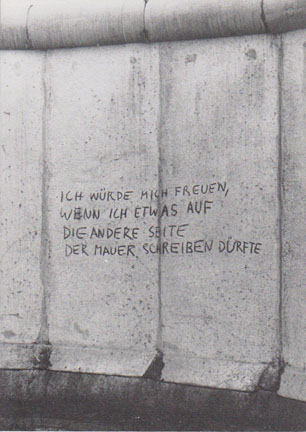 ICH WÜRDE MICH FREUEN,
WENN ICH ETWAS AUF
DIE ANDERE SEITE
DER MAUER SCHREIBEN DÜRFTE